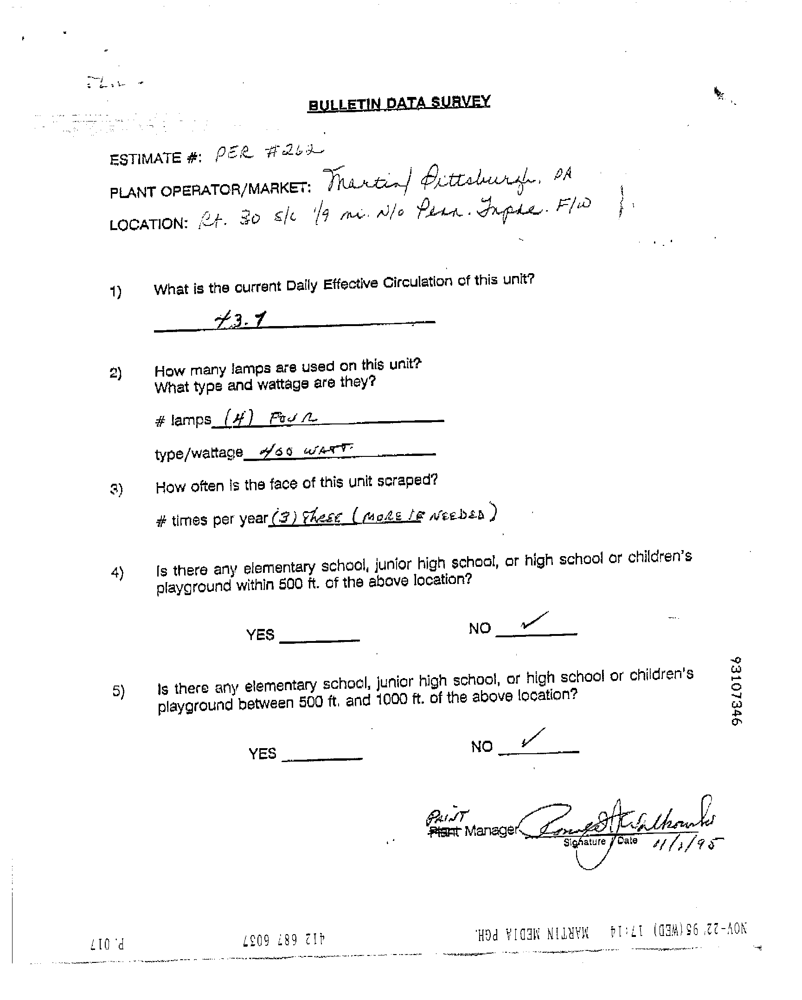 BULLETIN DATA SURVEY
ESTIMATE #: PER #262
PLANT OPERATOR/MARKET: Martin/ Pittsburgh, PA
LOCATION: Rt. 30 s/s 1/9 mi. N/o Penn. Tnpke. F/W
1) What is the current Daily Effective Circulation of this unit?
43.9
2) How many lamps are used on this unit?
What type and wattage are they?
# lamps (4) FOUR
type/wattage 400 WATT.
3) How often is the face of this unit scraped?
# times per year (3) THREE (MORE IF NEEDED)
4) Is there any elementary school, junior high school, or high school or children's
playground within 500 ft. of the above location?
YES NO ✓
5) Is there any elementary school, junior high school, or high school or children's
playground between 500 ft. and 1000 ft. of the above location?
YES NO ✓
93107346
PAINT
Plant Manager
Signature / Date 11/1/95
NOV-22'95(WED) 17:14 MARTIN MEDIA PGH. 412 687 6037 P. 017